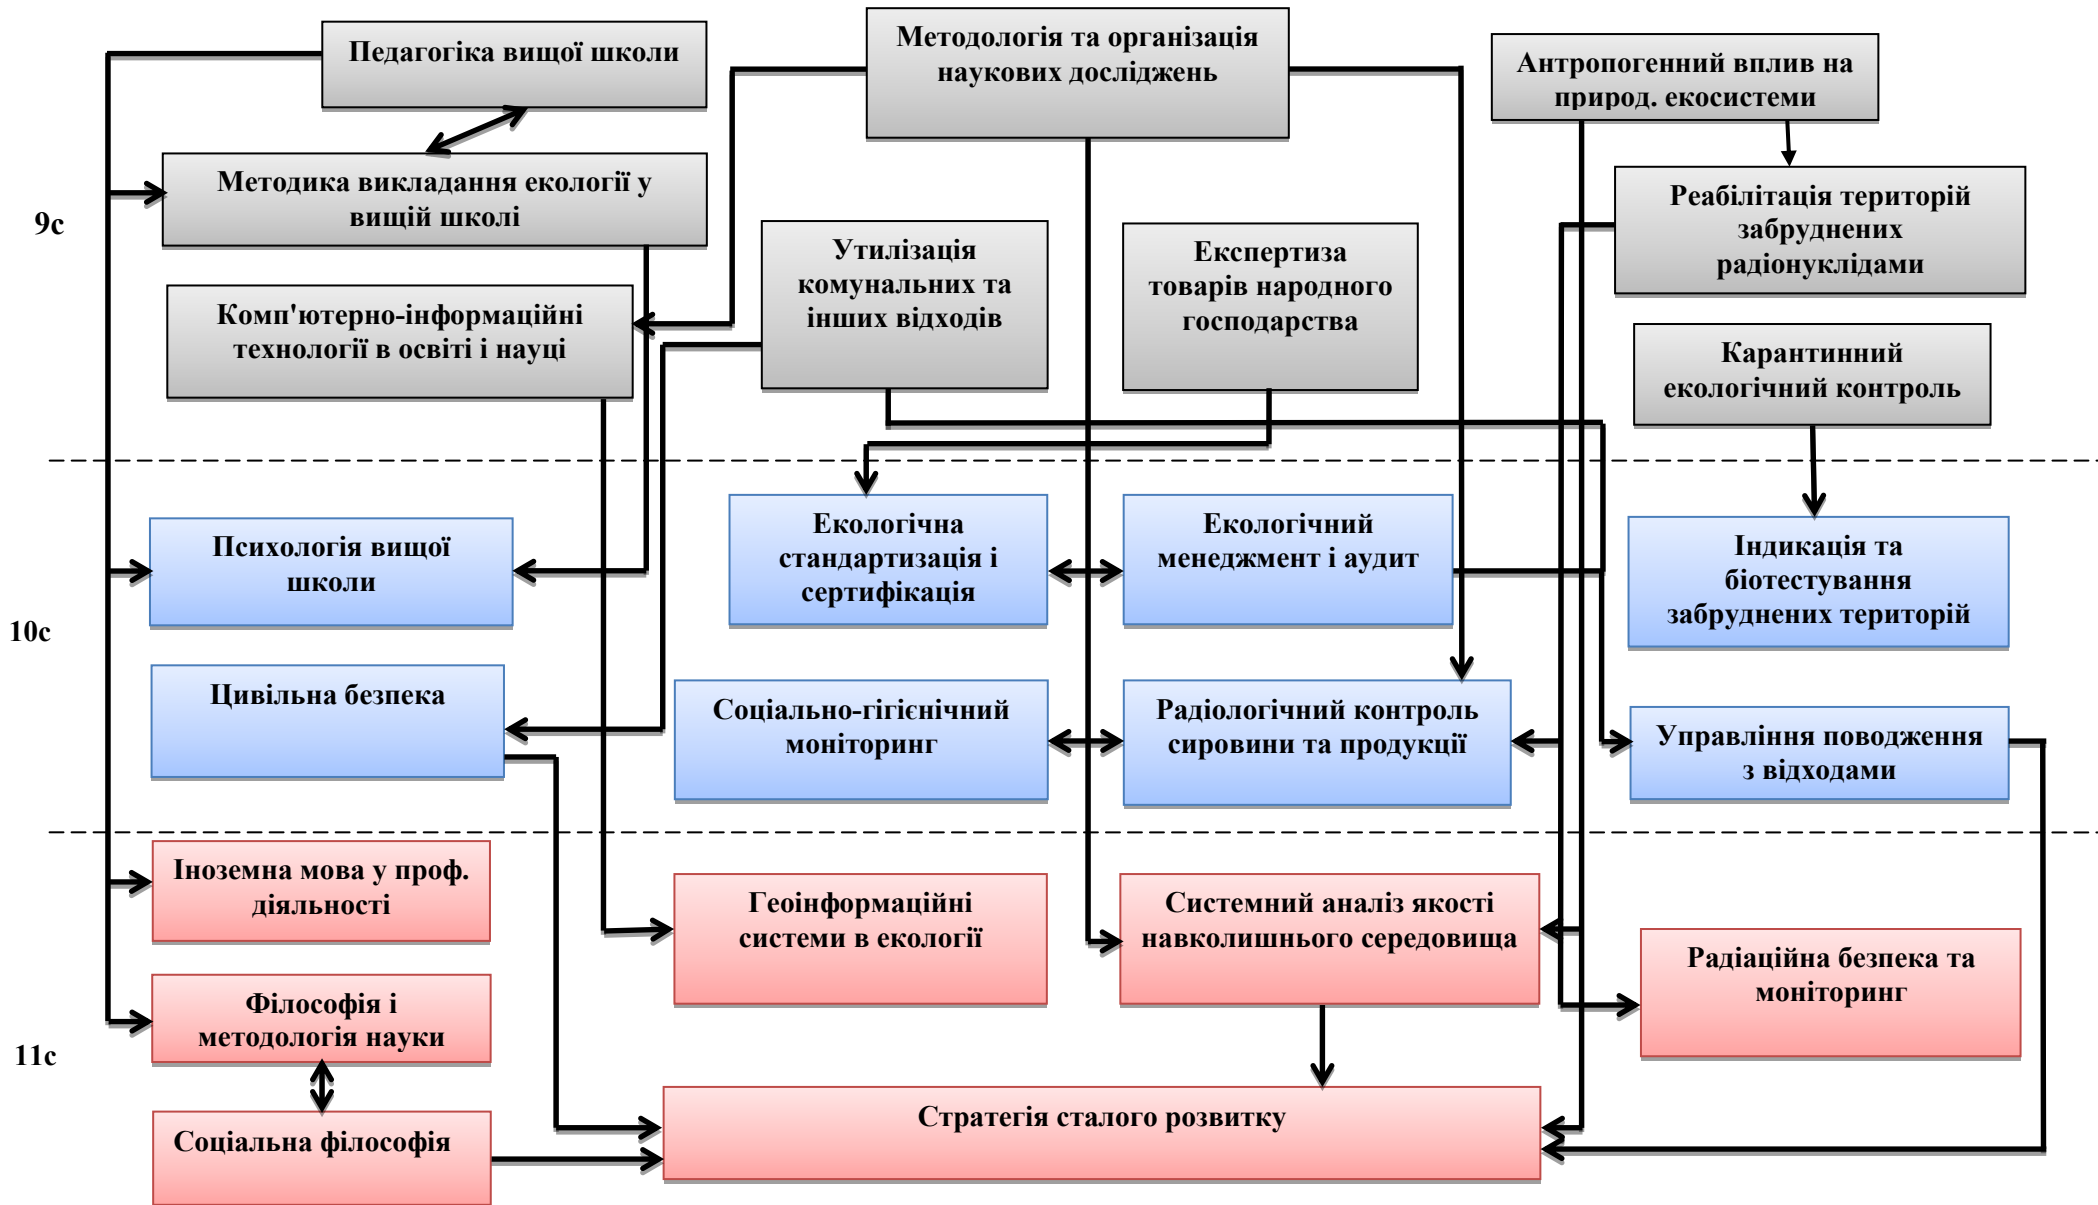 Педагогіка вищої школи
Методологія та організація
наукових досліджень
Антропогенний вплив на
природ. екосистеми
9с
Методика викладання екології у
вищій школі
Реабілітація територій
забруднених
радіонуклідами
Утилізація
комунальних та
інших відходів
Експертиза
товарів народного
господарства
Комп'ютерно-інформаційні
технології в освіті і науці
Карантинний
екологічний контроль
10с
Психологія вищої
школи
Екологічна
стандартизація і
сертифікація
Екологічний
менеджмент і аудит
Індикація та
біотестування
забруднених територій
Цивільна безпека
Соціально-гігієнічний
моніторинг
Радіологічний контроль
сировини та продукції
Управління поводження
з відходами
11с
Іноземна мова у проф.
діяльності
Геоінформаційні
системи в екології
Системний аналіз якості
навколишнього середовища
Радіаційна безпека та
моніторинг
Філософія і
методологія науки
Соціальна філософія
Стратегія сталого розвитку